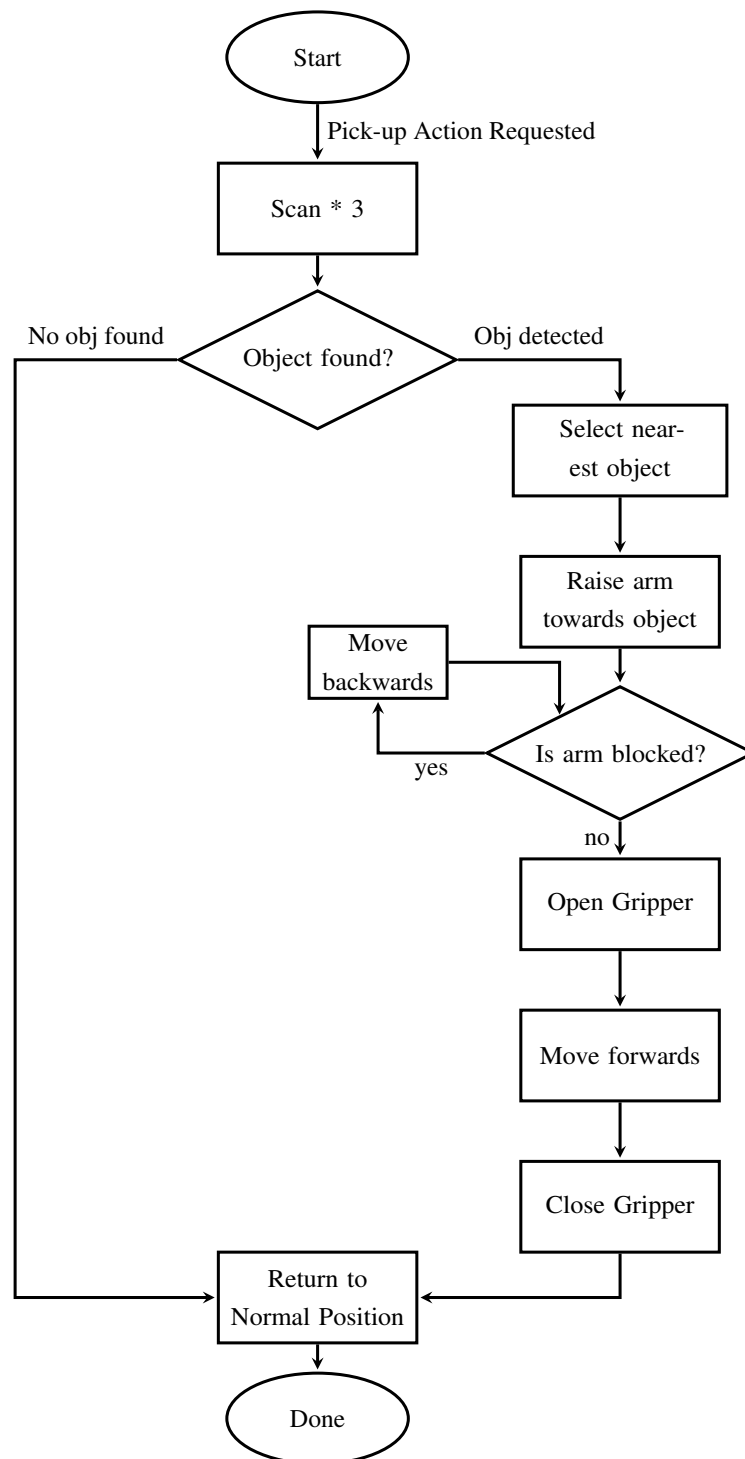 Start
Pick-up Action Requested
Scan * 3
No obj found
Object found?
Obj detected
Select near-
est object
Raise arm
towards object
Move
backwards
Is arm blocked?
yes
no
Open Gripper
Move forwards
Close Gripper
Return to
Normal Position
Done